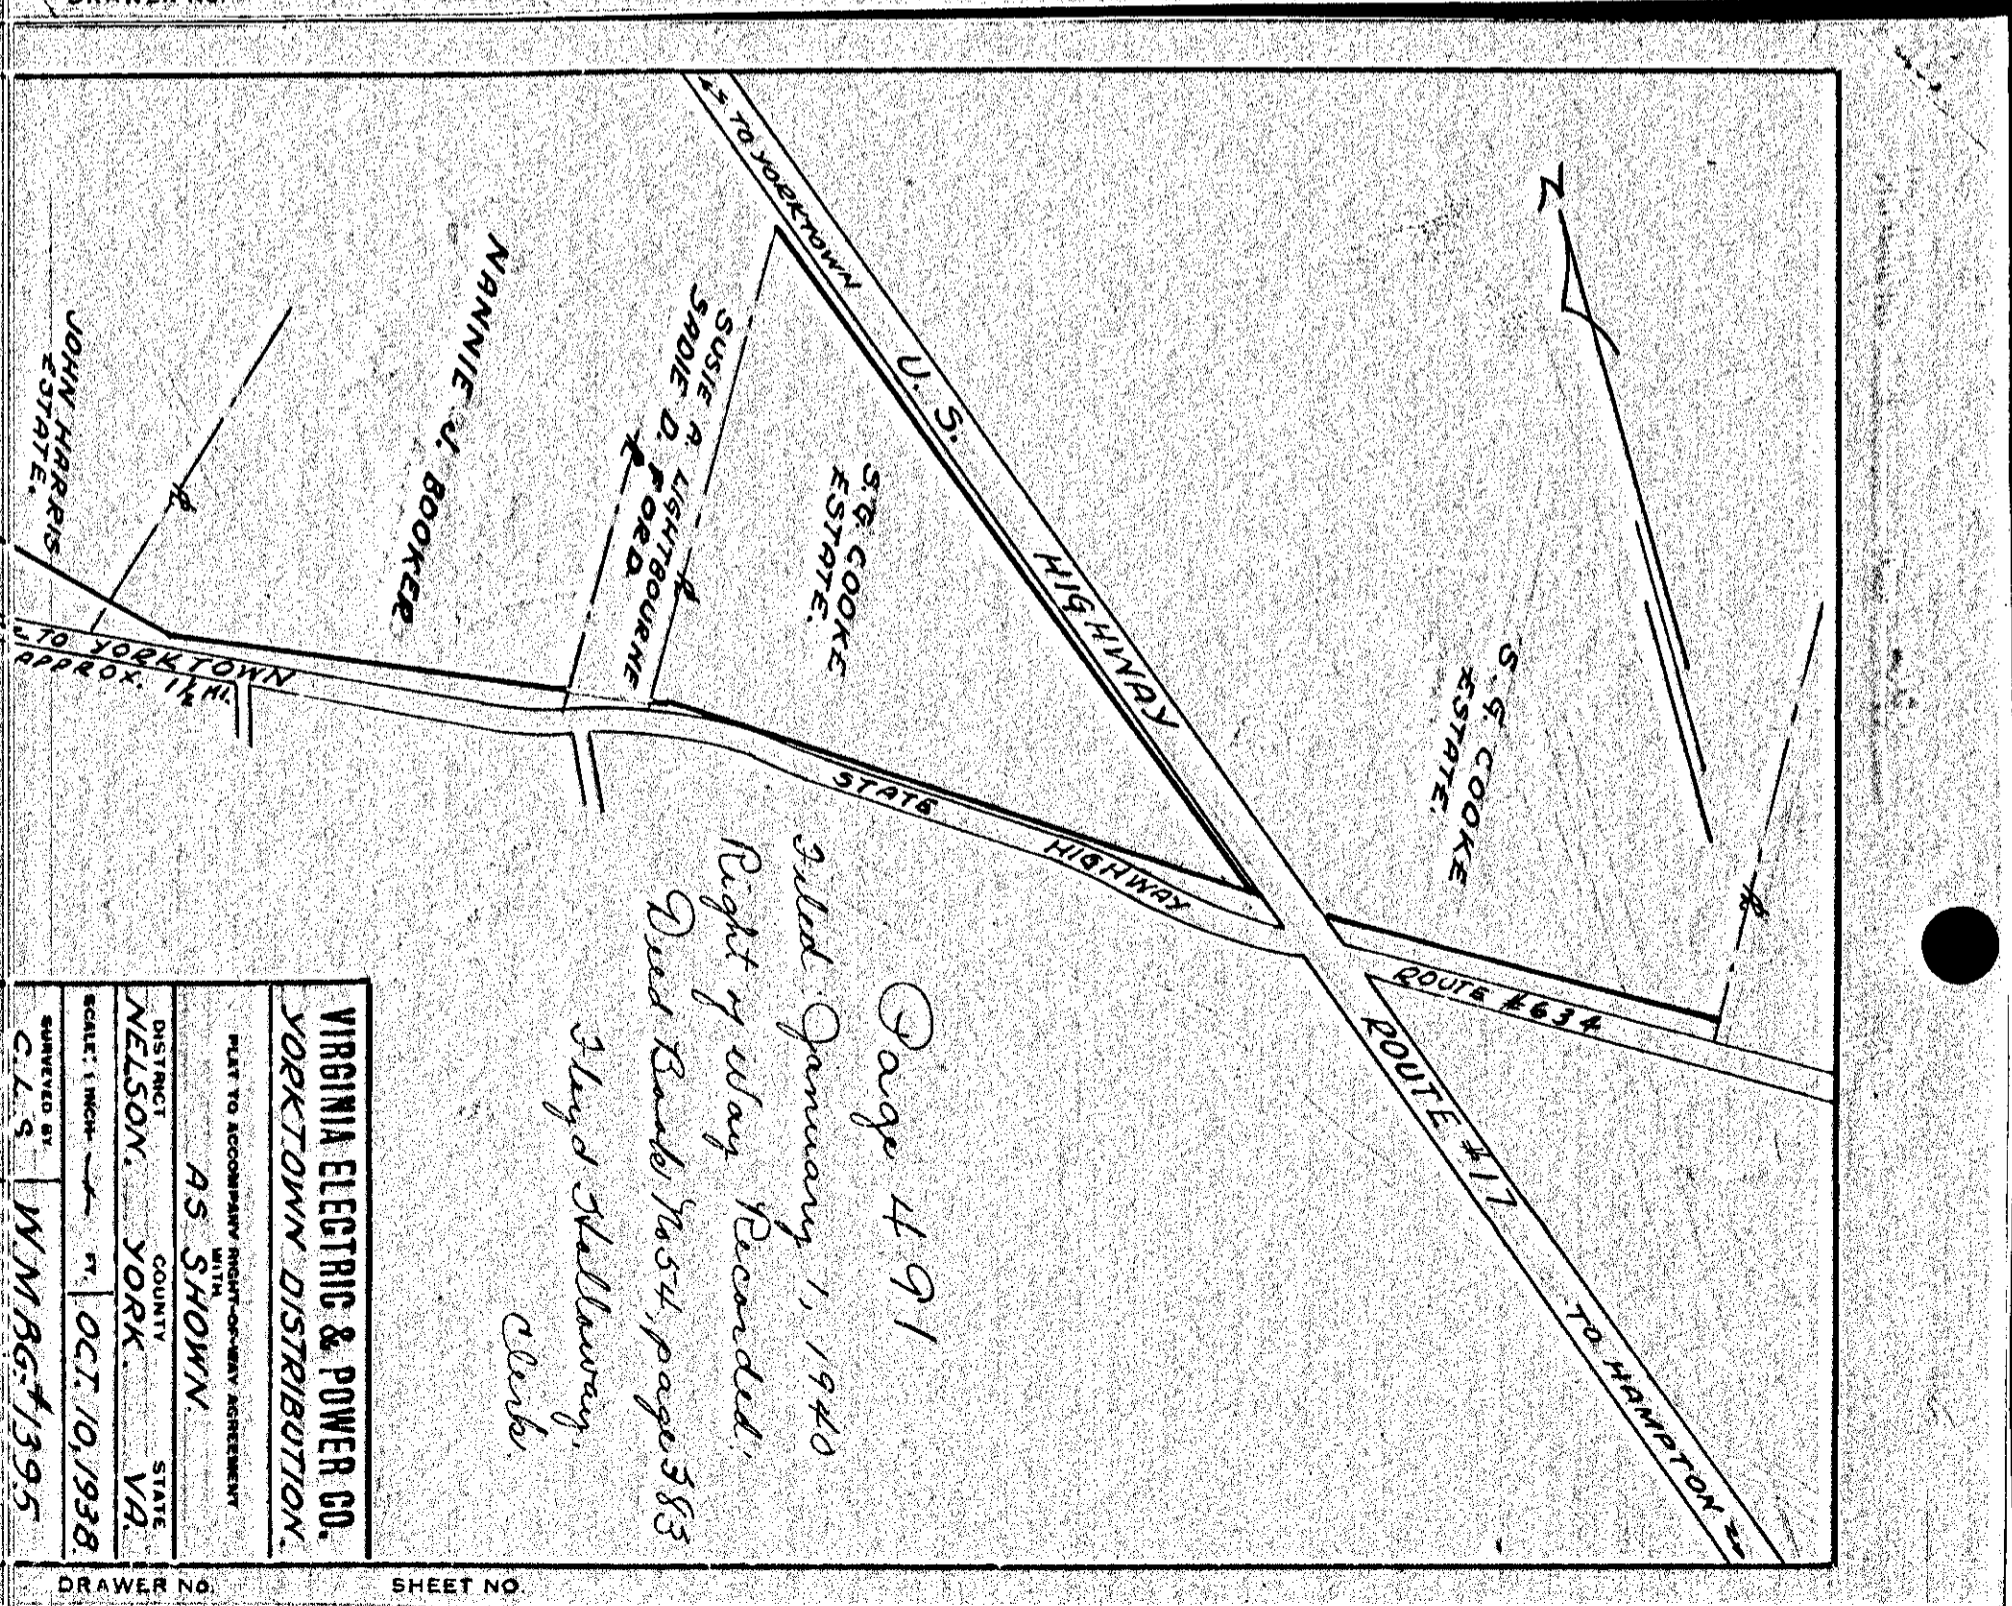 S. G. COOKE
ESTATE.
ROUTE #634
TO YORKTOWN
U. S. HIGHWAY
ROUTE #17
TO HAMPTON
S. G. COOKE
ESTATE.
SUSIE A. LIGHTBOURNE
SADIE D. FORD.
NANNIE J. BOOKER
JOHN HARRIS
ESTATE.
STATE HIGHWAY
TO YORKTOWN
APPROX. 1½ MI.
Page 491
Filed January 1, 1940
Right of Way Recorded
Deed Book No 54, page 383
Floyd Holloway,
Clerk
VIRGINIA ELECTRIC & POWER CO.
YORKTOWN DISTRIBUTION.
PLAT TO ACCOMPANY RIGHT-OF-WAY AGREEMENT
WITH
AS SHOWN.
DISTRICT COUNTY STATE
NELSON. YORK. VA.
SCALE: 1 INCH — FT. OCT. 10, 1938
SURVEYED BY
C.L.S. WMBG. #1395
DRAWER NO. SHEET NO.
DRAWER NO.
N